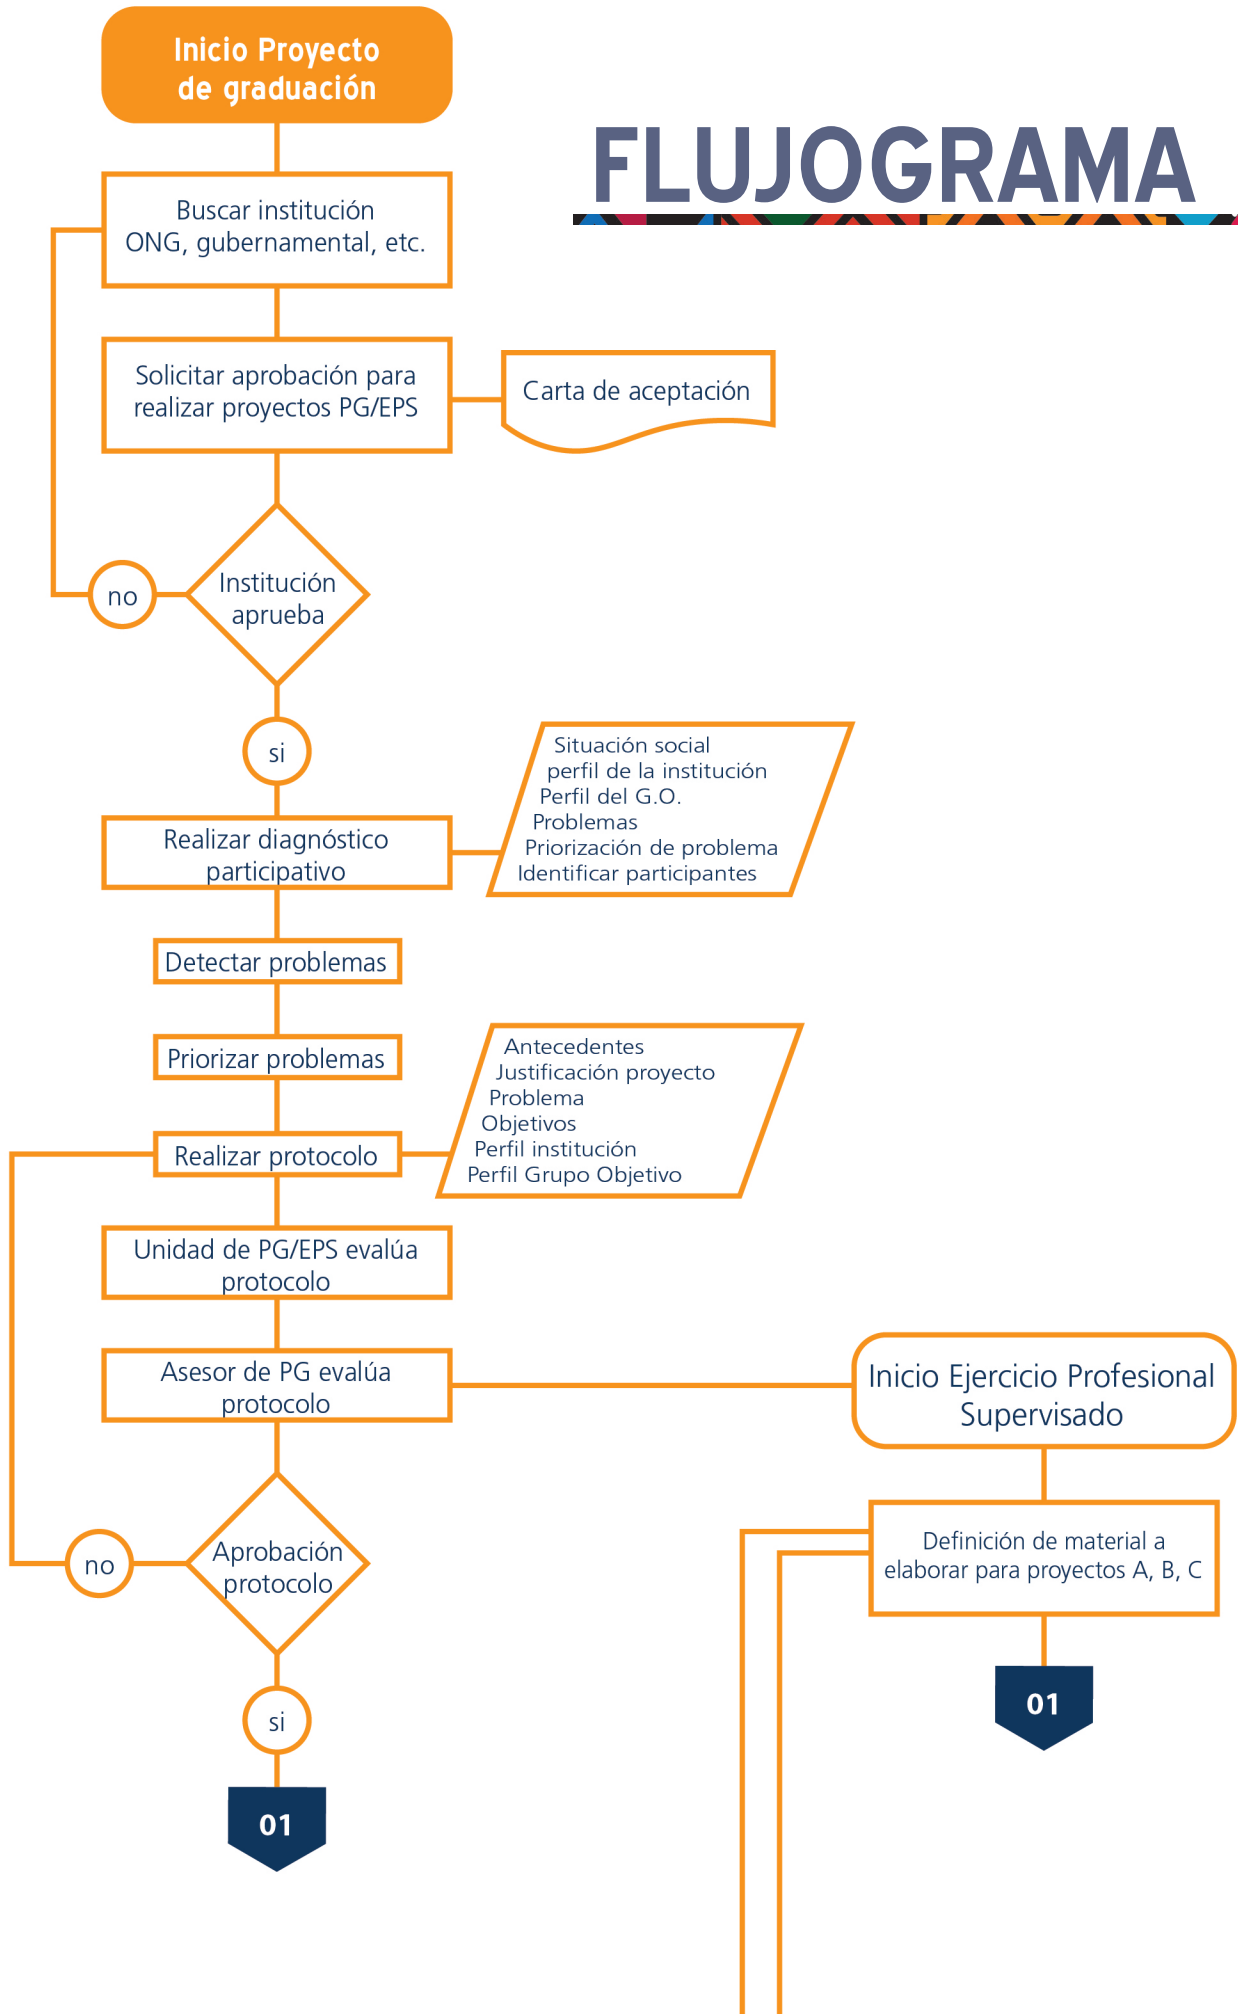 Inicio Proyecto
de graduación
FLUJOGRAMA
Buscar institución
ONG, gubernamental, etc.
Solicitar aprobación para
realizar proyectos PG/EPS
Carta de aceptación
Institución
aprueba
no
si
Situación social
perfil de la institución
Perfil del G.O.
Problemas
Priorización de problema
Identificar participantes
Realizar diagnóstico
participativo
Detectar problemas
Priorizar problemas
Antecedentes
Justificación proyecto
Problema
Objetivos
Perfil institución
Perfil Grupo Objetivo
Realizar protocolo
Unidad de PG/EPS evalúa
protocolo
Asesor de PG evalúa
protocolo
Inicio Ejercicio Profesional
Supervisado
Definición de material a
elaborar para proyectos A, B, C
Aprobación
protocolo
no
si
01
01